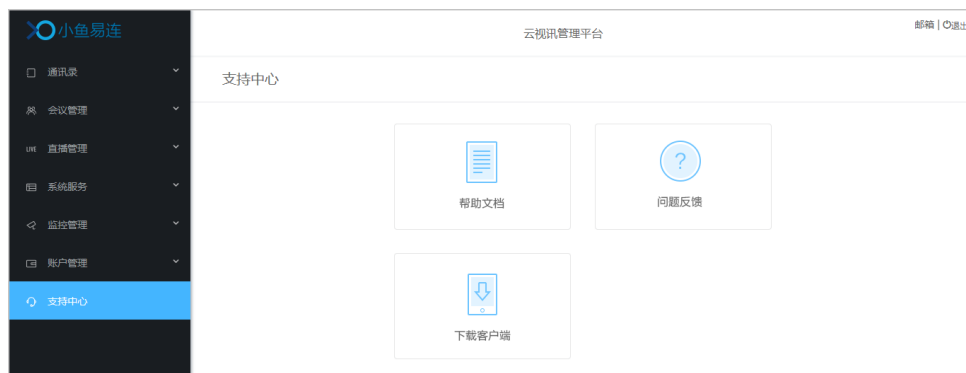 小鱼易连
云视讯管理平台
邮箱 | 退出
通讯录
支持中心
会议管理
LIVE 直播管理
系统服务
监控管理
账户管理
支持中心
帮助文档
问题反馈
下载客户端